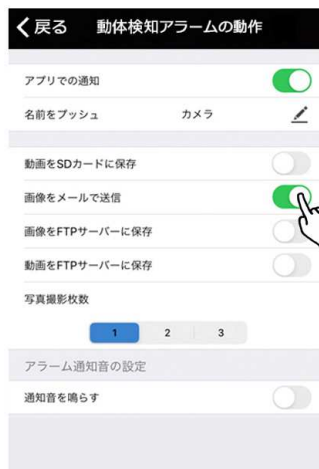 戻る 動体検知アラームの動作
アプリでの通知
名前をプッシュ カメラ
動画をSDカードに保存
画像をメールで送信
画像をFTPサーバーに保存
動画をFTPサーバーに保存
写真撮影枚数
1 2 3
アラーム通知音の設定
通知音を鳴らす